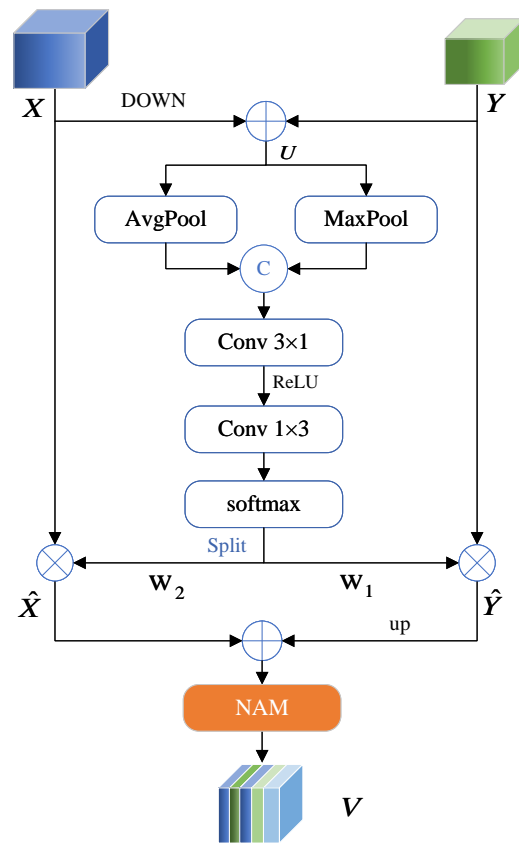 X
Y
DOWN
U
AvgPool
MaxPool
C
Conv 3×1
ReLU
Conv 1×3
softmax
Split
W₂
W₁
X̂
Ŷ
up
NAM
V